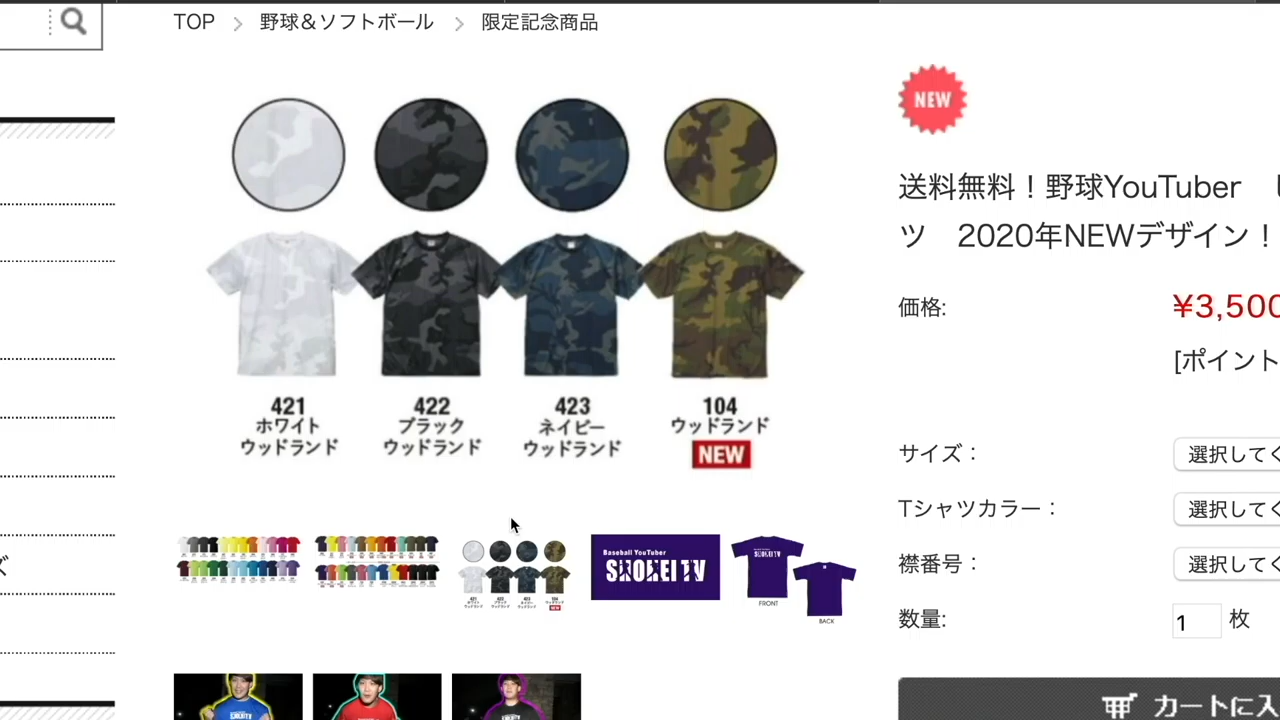 TOP > 野球&ソフトボール > 限定記念商品
NEW
送料無料！野球YouTuber
ツ 2020年NEWデザイン！
価格:
¥3,500
[ポイント
サイズ：
選択してく
Tシャツカラー：
選択してく
襟番号：
選択してく
数量:
1 枚
カートに入
421
ホワイト
ウッドランド
422
ブラック
ウッドランド
423
ネイビー
ウッドランド
104
ウッドランド
NEW
Baseball YouTuber
SHOHEI TV
FRONT
BACK
ズ